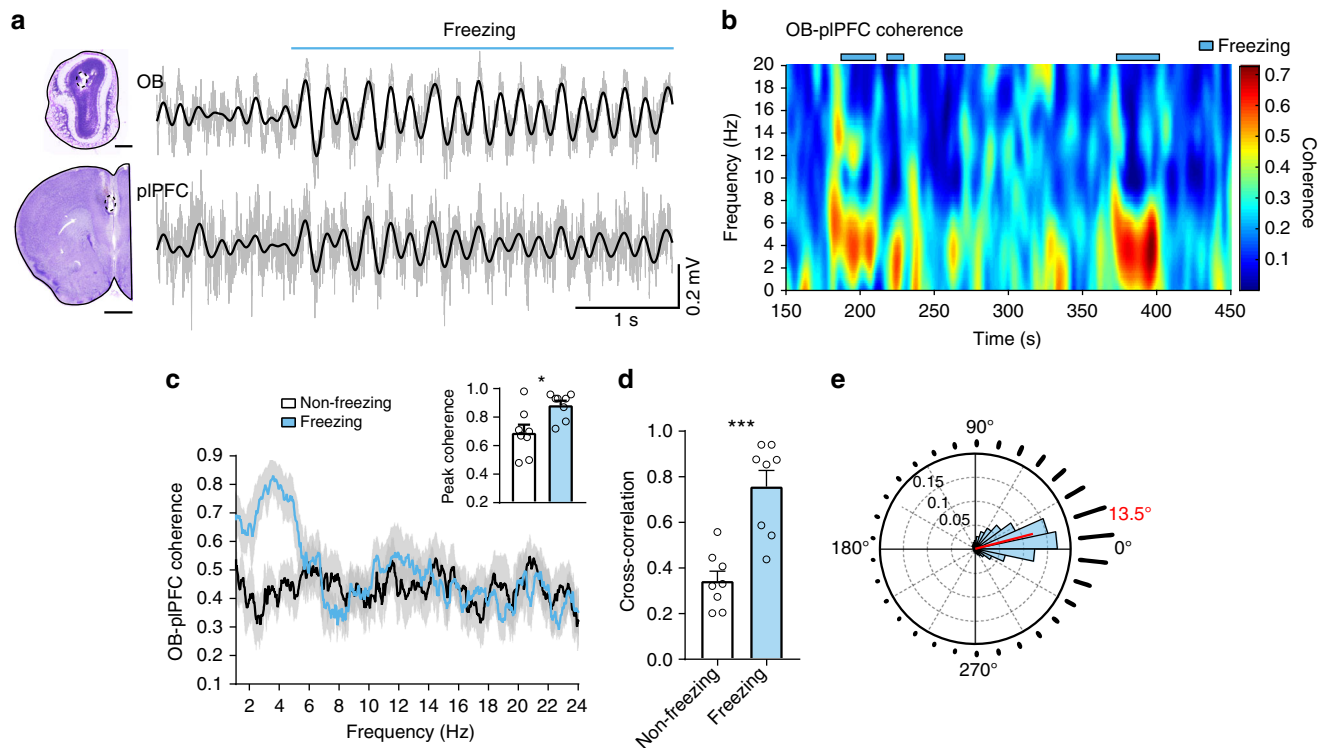 a
Freezing
OB
plPFC
0.2 mV
1 s
b
OB-plPFC coherence
Freezing
20
18
16
14
12
10
8
6
4
2
0
Frequency (Hz)
150 200 250 300 350 400 450
Time (s)
0.7
0.6
0.5
0.4
0.3
0.2
0.1
Coherence
c
Non-freezing
Freezing
0.9
0.8
0.7
0.6
0.5
0.4
0.3
0.2
0.1
OB-plPFC coherence
2 4 6 8 10 12 14 16 18 20 22 24
Frequency (Hz)
*
1.0
0.8
0.6
0.4
0.2
Peak coherence
d
***
1.0
0.8
0.6
0.4
0.2
0.0
Cross-correlation
Non-freezing
Freezing
e
90°
0.15
0.1
0.05
13.5°
180°
0°
270°